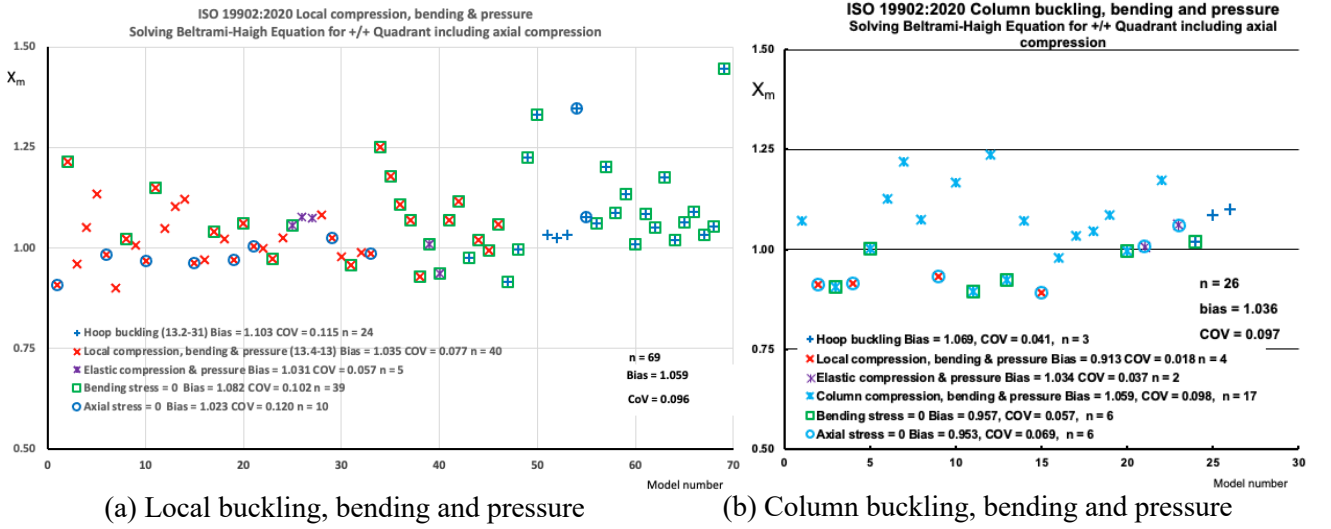 ISO 19902:2020 Local compression, bending & pressure
Solving Beltrami-Haigh Equation for +/+ Quadrant including axial compression
1.50
Xm
1.25
1.00
0.75
0.50
Hoop buckling (13.2-31) Bias = 1.103 COV = 0.115 n = 24
Local compression, bending & pressure (13.4-13) Bias = 1.035 COV = 0.077 n = 40
Elastic compression & pressure Bias = 1.031 COV = 0.057 n = 5
Bending stress = 0 Bias = 1.082 COV = 0.102 n = 39
Axial stress = 0 Bias = 1.023 COV = 0.120 n = 10
n = 69
Bias = 1.059
CoV = 0.096
0 10 20 30 40 50 60 70
Model number
(a) Local buckling, bending and pressure
ISO 19902:2020 Column buckling, bending and pressure
Solving Beltrami-Haigh Equation for +/+ Quadrant including axial
compression
1.50
Xm
1.25
1.00
0.75
0.50
n = 26
bias = 1.036
COV = 0.097
Hoop buckling Bias = 1.069, COV = 0.041, n = 3
Local compression, bending & pressure Bias = 0.913 COV = 0.018 n = 4
Elastic compression & pressure Bias = 1.034 COV = 0.037 n = 2
Column compression, bending & pressure Bias = 1.059, COV = 0.098, n = 17
Bending stress = 0 Bias = 0.957, COV = 0.057, n = 6
Axial stress = 0 Bias = 0.953, COV = 0.069, n = 6
0 5 10 15 20 25 30
Model number
(b) Column buckling, bending and pressure